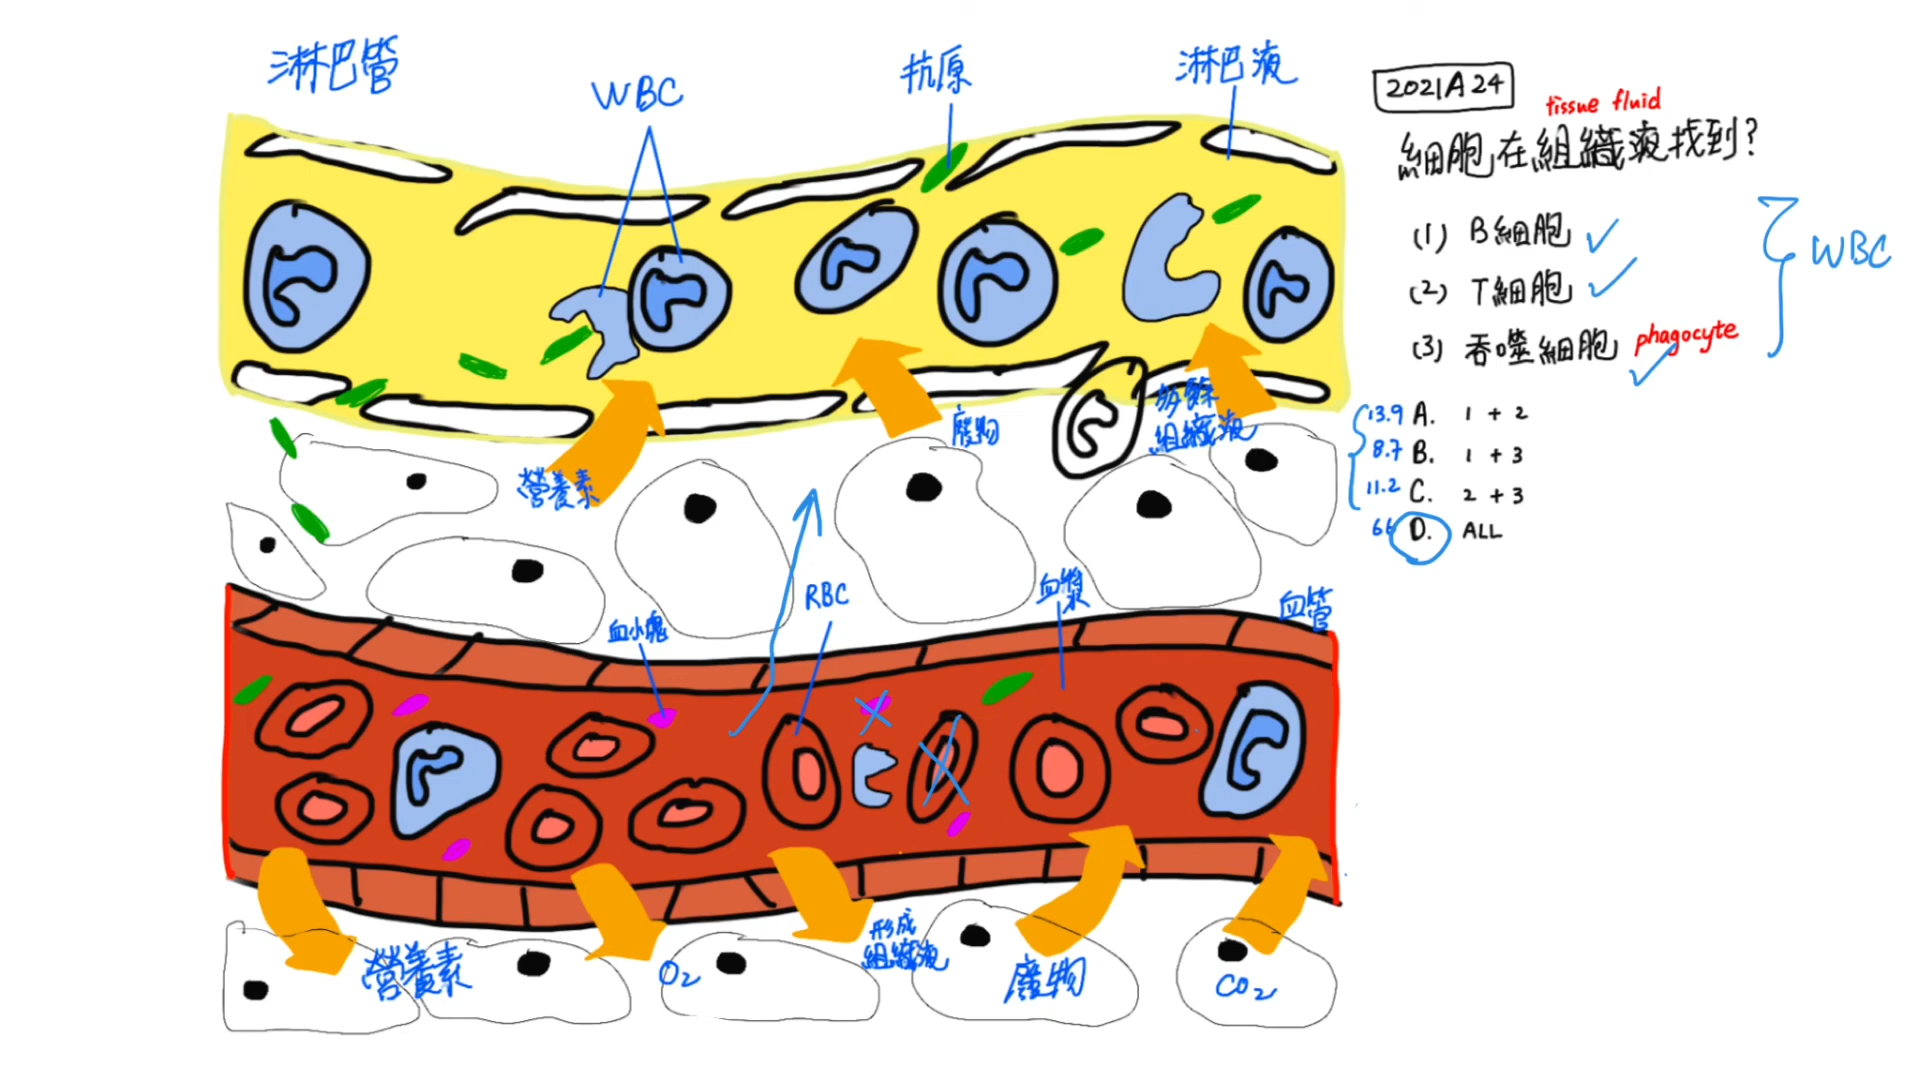 淋巴管
WBC
抗原
淋巴液
營養素
廢物
多餘
組織液
血小塊
RBC
血漿
血管
營養素
O2
形成
組織液
廢物
CO2
2021A24
tissue fluid
細胞在組織液找到?
(1) B細胞
(2) T細胞
(3) 吞噬細胞 phagocyte
WBC
13.9 A. 1 + 2
8.7 B. 1 + 3
11.2 C. 2 + 3
66 D. ALL